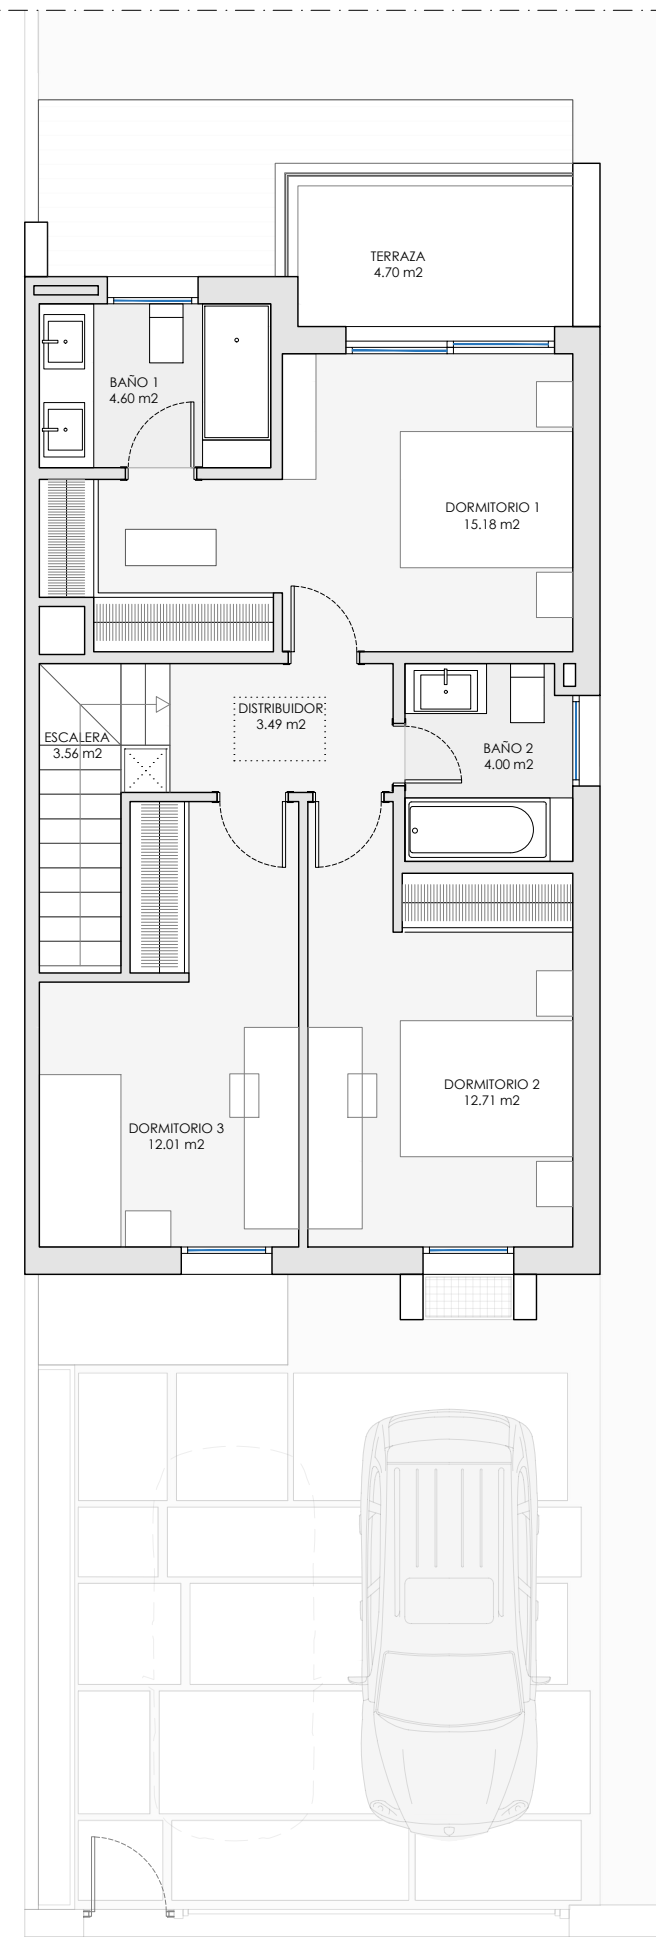 TERRAZA
4.70 m2
BAÑO 1
4.60 m2
DORMITORIO 1
15.18 m2
DISTRIBUIDOR
3.49 m2
ESCALERA
3.56 m2
BAÑO 2
4.00 m2
DORMITORIO 2
12.71 m2
DORMITORIO 3
12.01 m2